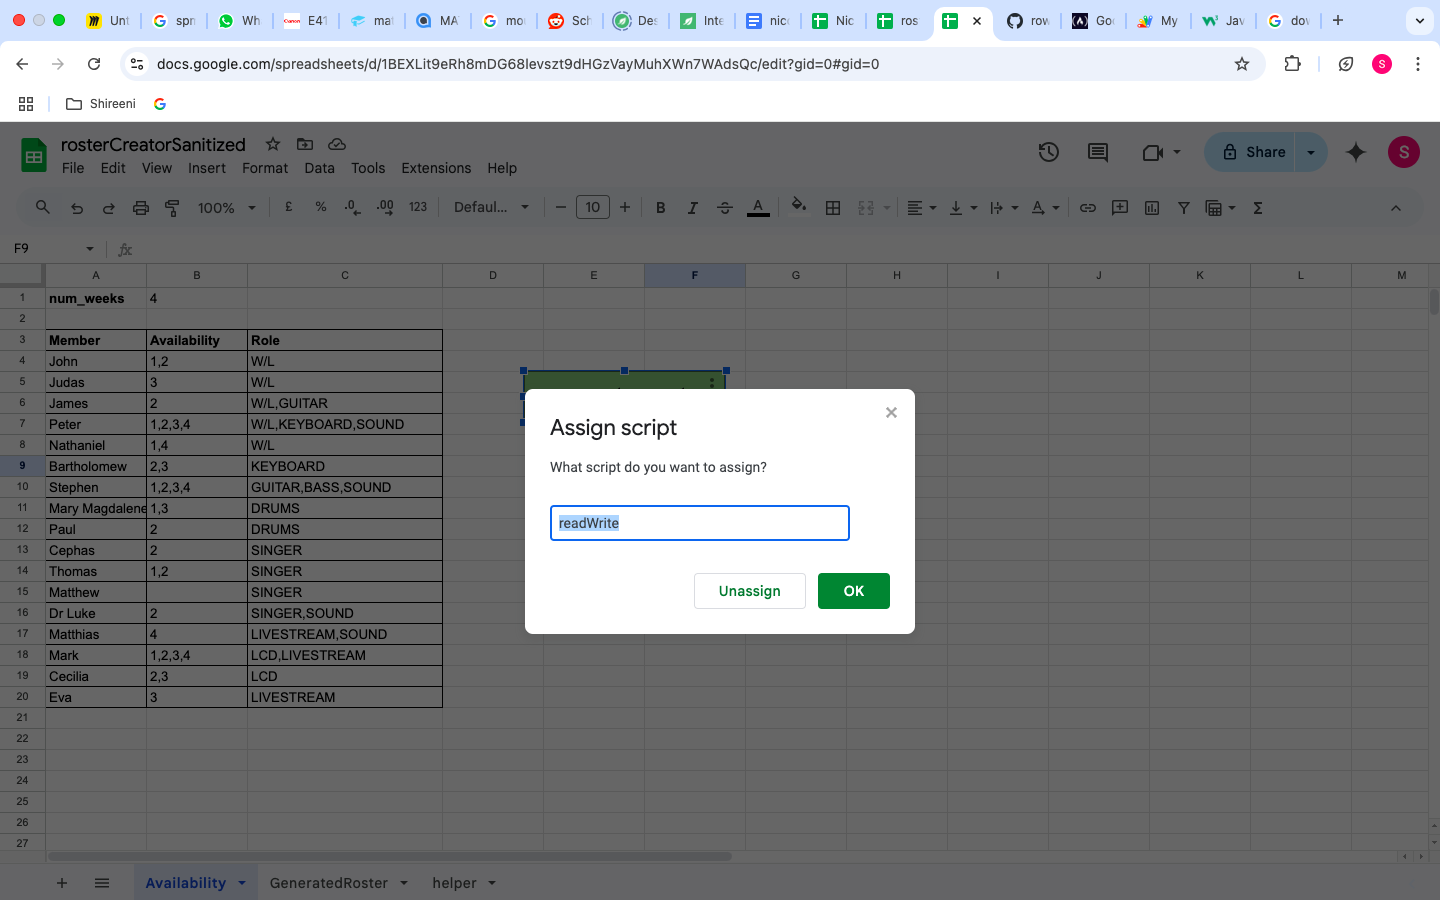 Unt
spr
Wh
E41
mat
MA
mou
Sch
Des
Inte
nicc
Nic
ros
row
Goo
My
Jav
dov
docs.google.com/spreadsheets/d/1BEXLit9eRh8mDG68levszt9dHGzVayMuhXWn7WAdsQc/edit?gid=0#gid=0
S
Shireeni
rosterCreatorSanitized
File Edit View Insert Format Data Tools Extensions Help
Share
S
100% £ % .0 .00 123 Defaul... 10 B I A
F9 fx
A B C D E F G H I J K L M
1 num_weeks 4
2
3 Member Availability Role
4 John 1,2 W/L
5 Judas 3 W/L
6 James 2 W/L,GUITAR
7 Peter 1,2,3,4 W/L,KEYBOARD,SOUND
8 Nathaniel 1,4 W/L
9 Bartholomew 2,3 KEYBOARD
10 Stephen 1,2,3,4 GUITAR,BASS,SOUND
11 Mary Magdalene 1,3 DRUMS
12 Paul 2 DRUMS
13 Cephas 2 SINGER
14 Thomas 1,2 SINGER
15 Matthew SINGER
16 Dr Luke 2 SINGER,SOUND
17 Matthias 4 LIVESTREAM,SOUND
18 Mark 1,2,3,4 LCD,LIVESTREAM
19 Cecilia 2,3 LCD
20 Eva 3 LIVESTREAM
21
22
23
24
25
26
27
Assign script
What script do you want to assign?
readWrite
Unassign OK
Availability GeneratedRoster helper